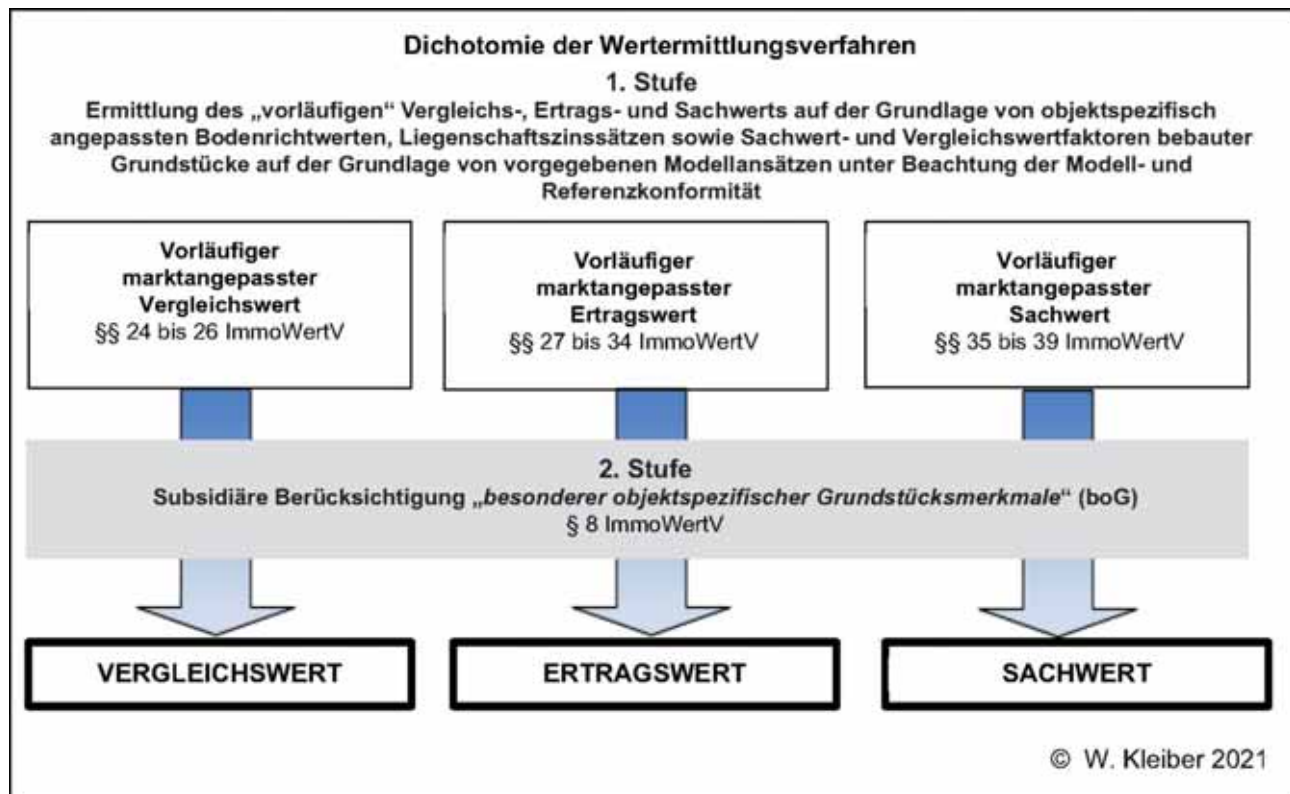 Dichotomie der Wertermittlungsverfahren
1. Stufe
Ermittlung des „vorläufigen“ Vergleichs-, Ertrags- und Sachwerts auf der Grundlage von objektspezifisch
angepassten Bodenrichtwerten, Liegenschaftszinssätzen sowie Sachwert- und Vergleichswertfaktoren bebauter
Grundstücke auf der Grundlage von vorgegebenen Modellansätzen unter Beachtung der Modell- und
Referenzkonformität
Vorläufiger
marktangepasster
Vergleichswert
§§ 24 bis 26 ImmoWertV
Vorläufiger
marktangepasster
Ertragswert
§§ 27 bis 34 ImmoWertV
Vorläufiger
marktangepasster
Sachwert
§§ 35 bis 39 ImmoWertV
2. Stufe
Subsidiäre Berücksichtigung „besonderer objektspezifischer Grundstücksmerkmale“ (boG)
§ 8 ImmoWertV
VERGLEICHSWERT
ERTRAGSWERT
SACHWERT
© W. Kleiber 2021